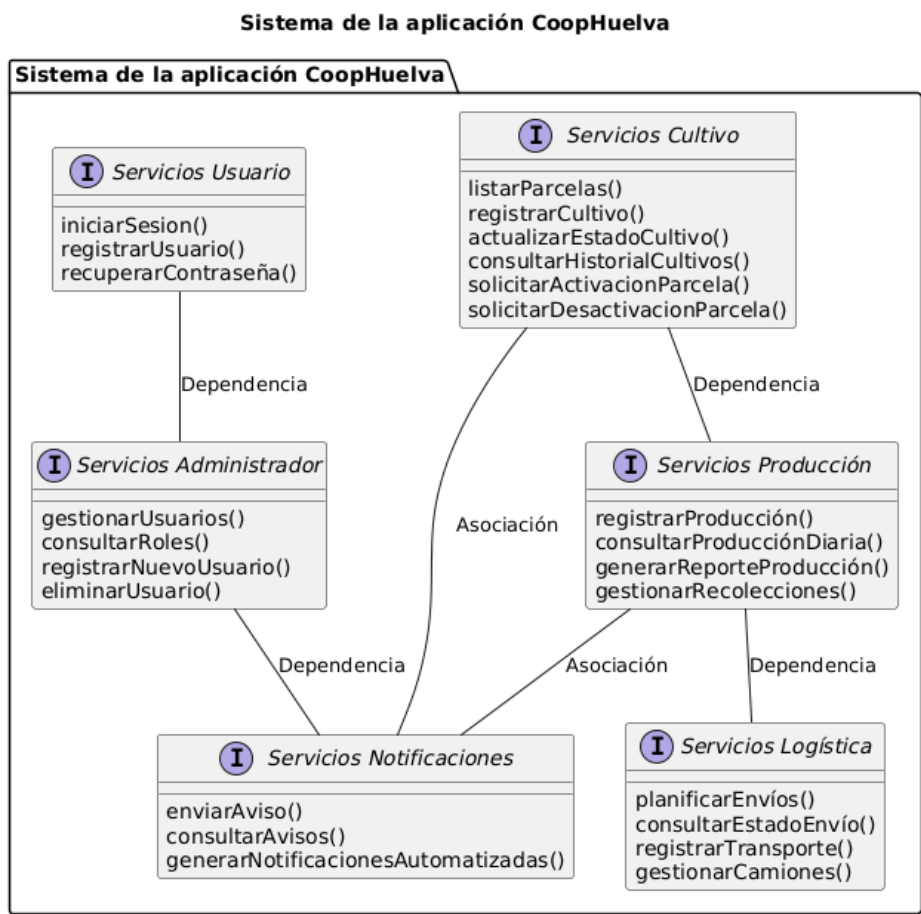 Sistema de la aplicación CoopHuelva
Sistema de la aplicación CoopHuelva
I Servicios Usuario
iniciarSesion()
registrarUsuario()
recuperarContraseña()
I Servicios Cultivo
listarParcelas()
registrarCultivo()
actualizarEstadoCultivo()
consultarHistorialCultivos()
solicitarActivacionParcela()
solicitarDesactivacionParcela()
Dependencia
Dependencia
I Servicios Administrador
gestionarUsuarios()
consultarRoles()
registrarNuevoUsuario()
eliminarUsuario()
Asociación
I Servicios Producción
registrarProducción()
consultarProducciónDiaria()
generarReporteProducción()
gestionarRecolecciones()
Dependencia
Asociación
Dependencia
I Servicios Notificaciones
enviarAviso()
consultarAvisos()
generarNotificacionesAutomatizadas()
I Servicios Logística
planificarEnvíos()
consultarEstadoEnvío()
registrarTransporte()
gestionarCamiones()